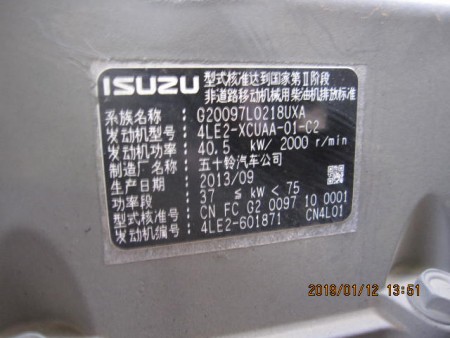 ISUZU 型式核准达到国家第Ⅱ阶段
非道路移动机械用柴油机排放标准
系族名称: G20097L0218UXA
发动机型号: 4LE2-XCUAA-01-C2
发动机功率: 40.5 kW/ 2000 r/min
制造厂名称: 五十铃汽车公司
制造日期: 2013/09
功率段: 37 ≤ kW < 75
型式核准号: CN FC G2 0097 10 0001
发动机编号: 4LE2-601871 CN4L01
2019/01/12 13:51